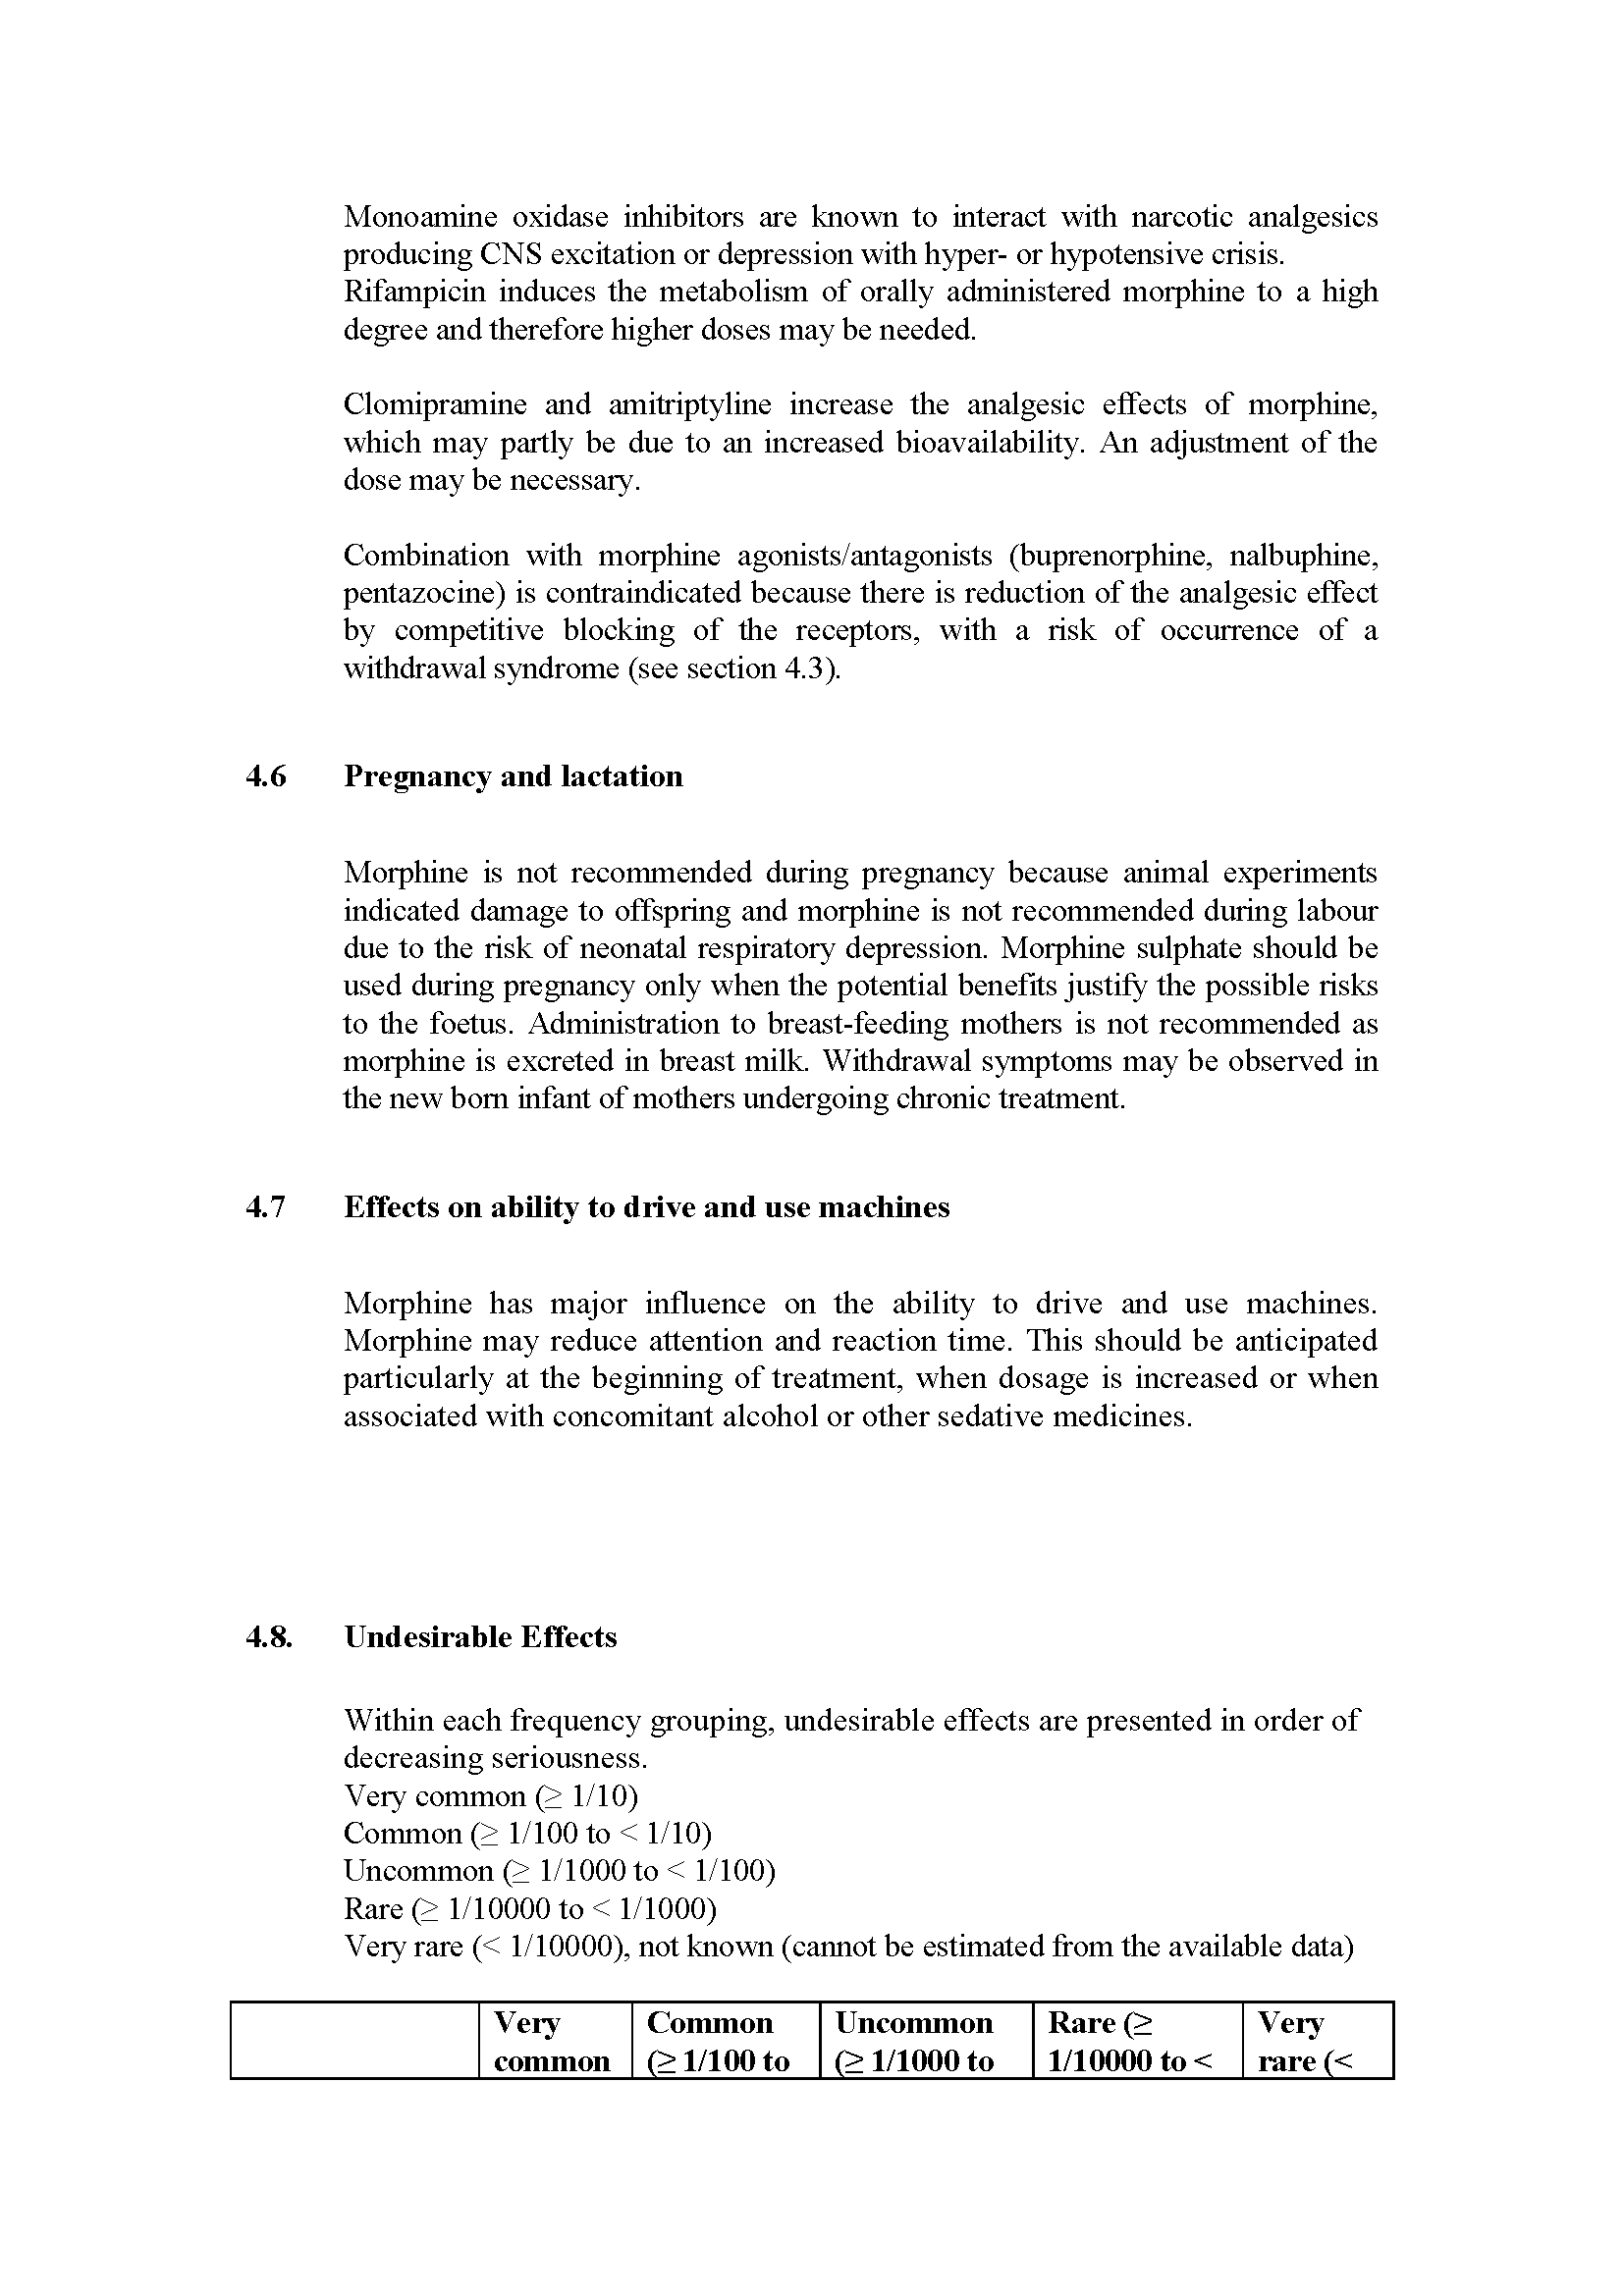 Monoamine oxidase inhibitors are known to interact with narcotic analgesics
producing CNS excitation or depression with hyper- or hypotensive crisis.
Rifampicin induces the metabolism of orally administered morphine to a high
degree and therefore higher doses may be needed.
Clomipramine and amitriptyline increase the analgesic effects of morphine,
which may partly be due to an increased bioavailability. An adjustment of the
dose may be necessary.
Combination with morphine agonists/antagonists (buprenorphine, nalbuphine,
pentazocine) is contraindicated because there is reduction of the analgesic effect
by competitive blocking of the receptors, with a risk of occurrence of a
withdrawal syndrome (see section 4.3).
4.6 Pregnancy and lactation
Morphine is not recommended during pregnancy because animal experiments
indicated damage to offspring and morphine is not recommended during labour
due to the risk of neonatal respiratory depression. Morphine sulphate should be
used during pregnancy only when the potential benefits justify the possible risks
to the foetus. Administration to breast-feeding mothers is not recommended as
morphine is excreted in breast milk. Withdrawal symptoms may be observed in
the new born infant of mothers undergoing chronic treatment.
4.7 Effects on ability to drive and use machines
Morphine has major influence on the ability to drive and use machines.
Morphine may reduce attention and reaction time. This should be anticipated
particularly at the beginning of treatment, when dosage is increased or when
associated with concomitant alcohol or other sedative medicines.
4.8. Undesirable Effects
Within each frequency grouping, undesirable effects are presented in order of
decreasing seriousness.
Very common (≥ 1/10)
Common (≥ 1/100 to < 1/10)
Uncommon (≥ 1/1000 to < 1/100)
Rare (≥ 1/10000 to < 1/1000)
Very rare (< 1/10000), not known (cannot be estimated from the available data)
Very Common Uncommon Rare (≥ Very
common (≥ 1/100 to (≥ 1/1000 to 1/10000 to < rare (<